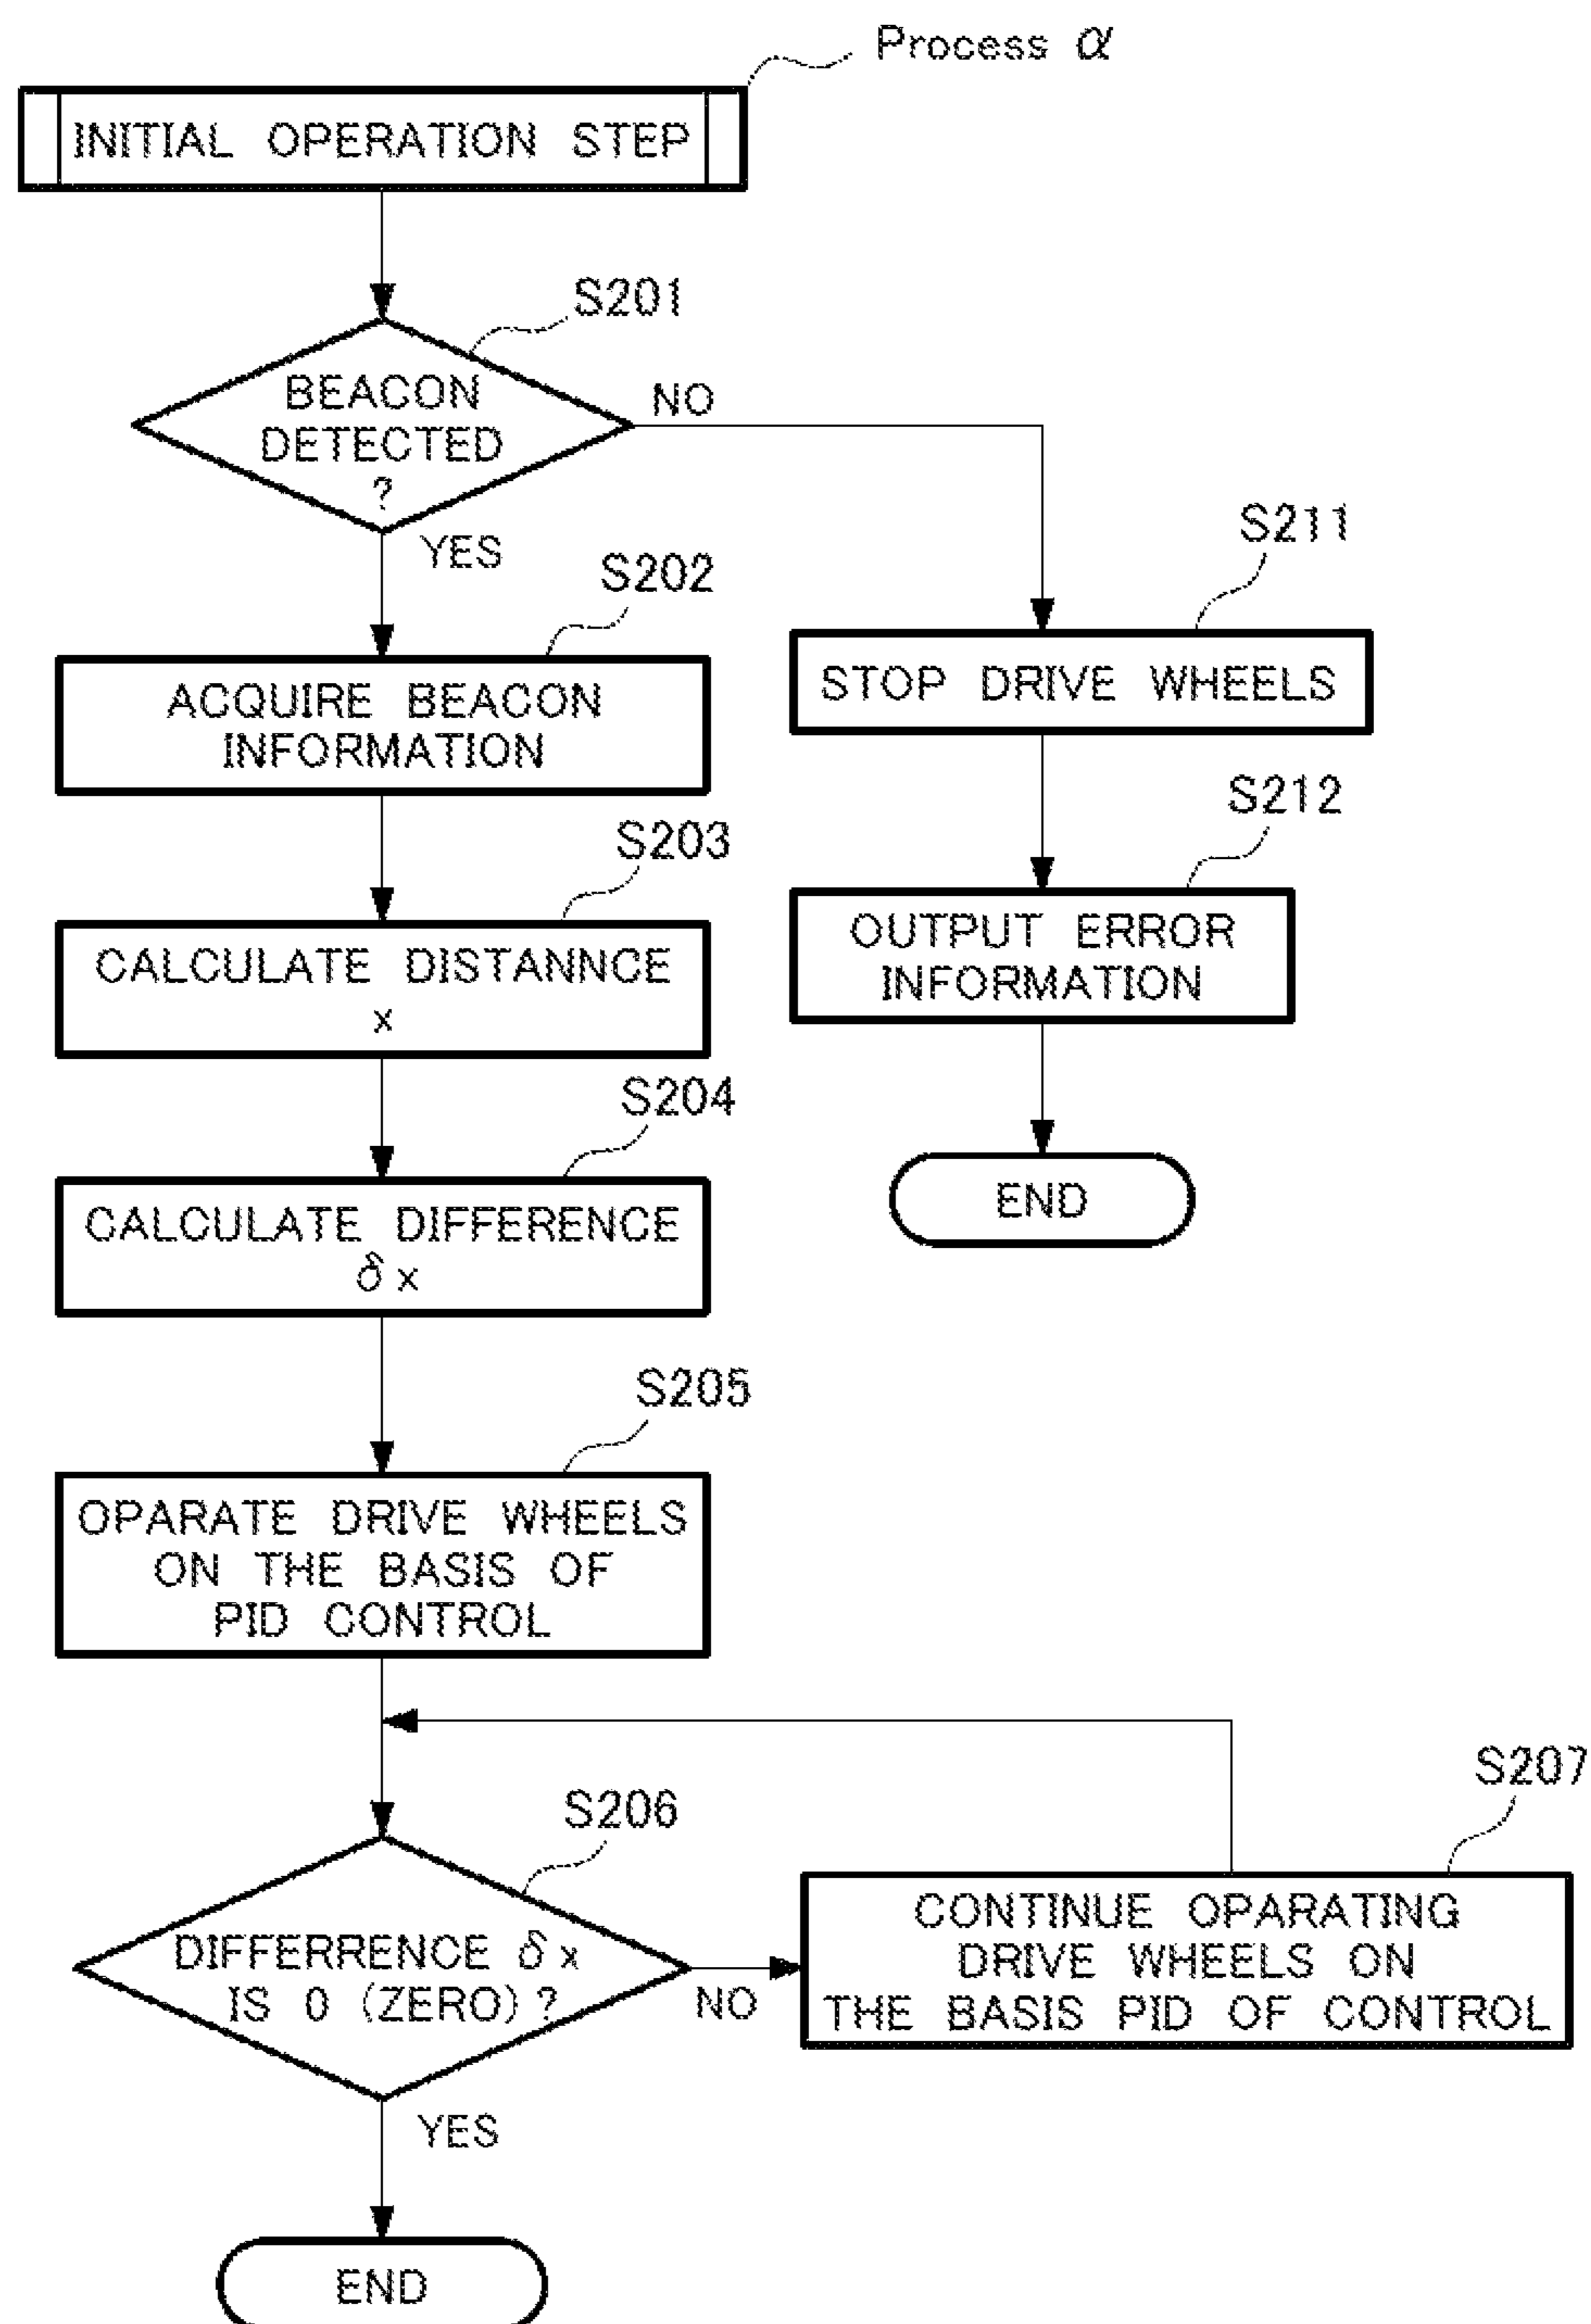 Process α
INITIAL OPERATION STEP
S201
BEACON
DETECTED
?
NO
YES
S202
ACQUIRE BEACON
INFORMATION
S203
CALCULATE DISTANNCE
x
S204
CALCULATE DIFFERENCE
δx
S205
OPARATE DRIVE WHEELS
ON THE BASIS OF
PID CONTROL
S206
DIFFERRENCE δx
IS 0 (ZERO)?
NO
YES
END
S207
CONTINUE OPARATING
DRIVE WHEELS ON
THE BASIS PID OF CONTROL
S211
STOP DRIVE WHEELS
S212
OUTPUT ERROR
INFORMATION
END